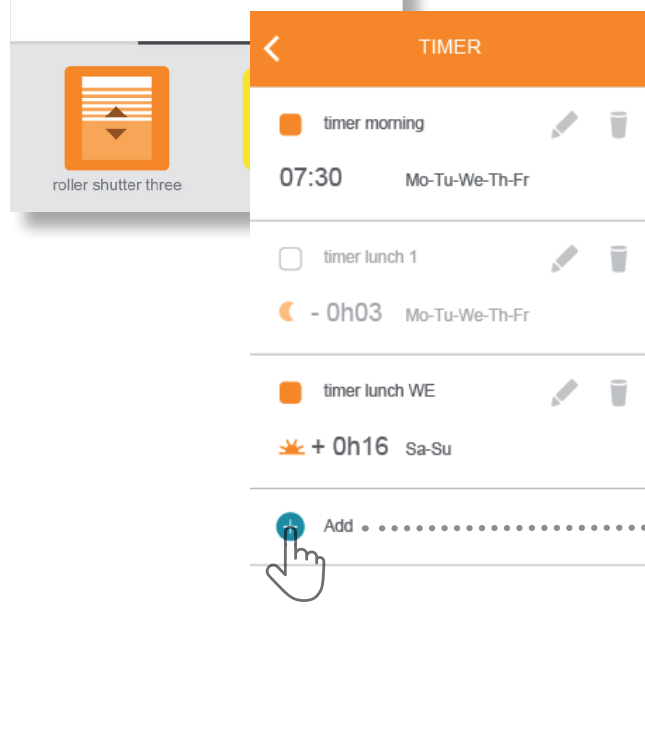 TIMER
timer morning
07:30 Mo-Tu-We-Th-Fr
roller shutter three
timer lunch 1
- 0h03 Mo-Tu-We-Th-Fr
timer lunch WE
+ 0h16 Sa-Su
Add